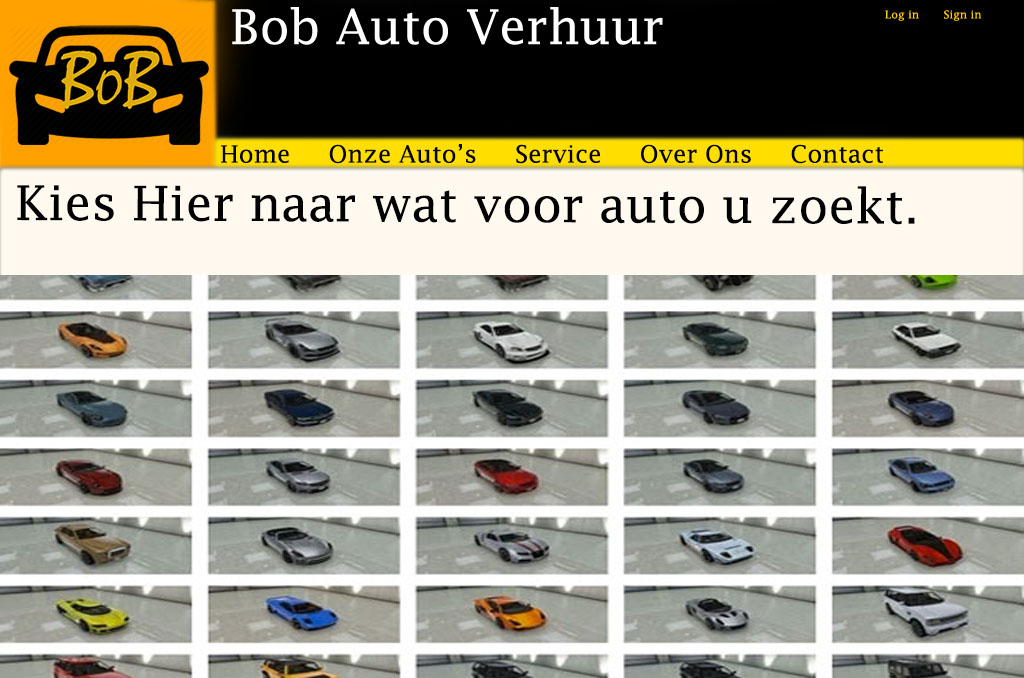 BoB
Bob Auto Verhuur
Log in Sign in
Home Onze Auto’s Service Over Ons Contact
Kies Hier naar wat voor auto u zoekt.